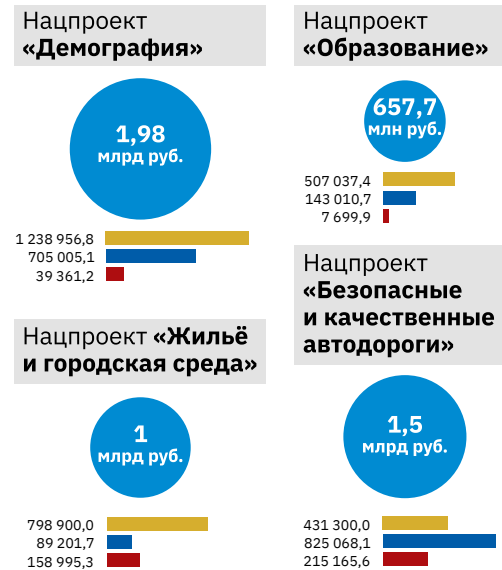 Нацпроект
«Демография»
1,98
млрд руб.
1 238 956,8
705 005,1
39 361,2
Нацпроект «Жильё
и городская среда»
1
млрд руб.
798 900,0
89 201,7
158 995,3
Нацпроект
«Образование»
657,7
млн руб.
507 037,4
143 010,7
7 699,9
Нацпроект
«Безопасные
и качественные
автодороги»
1,5
млрд руб.
431 300,0
825 068,1
215 165,6